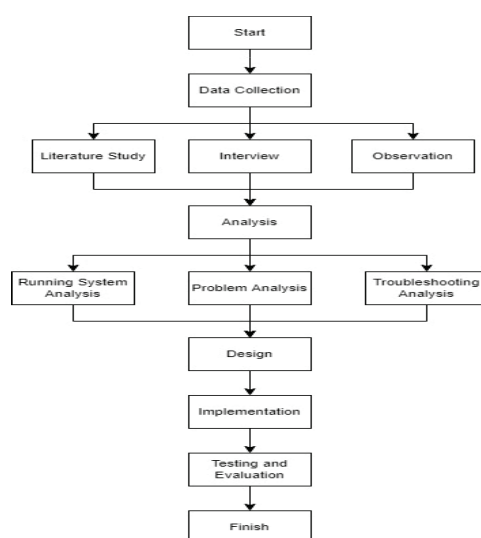 Start
Data Collection
Literature Study
Interview
Observation
Analysis
Running System
Analysis
Problem Analysis
Troubleshooting
Analysis
Design
Implementation
Testing and
Evaluation
Finish